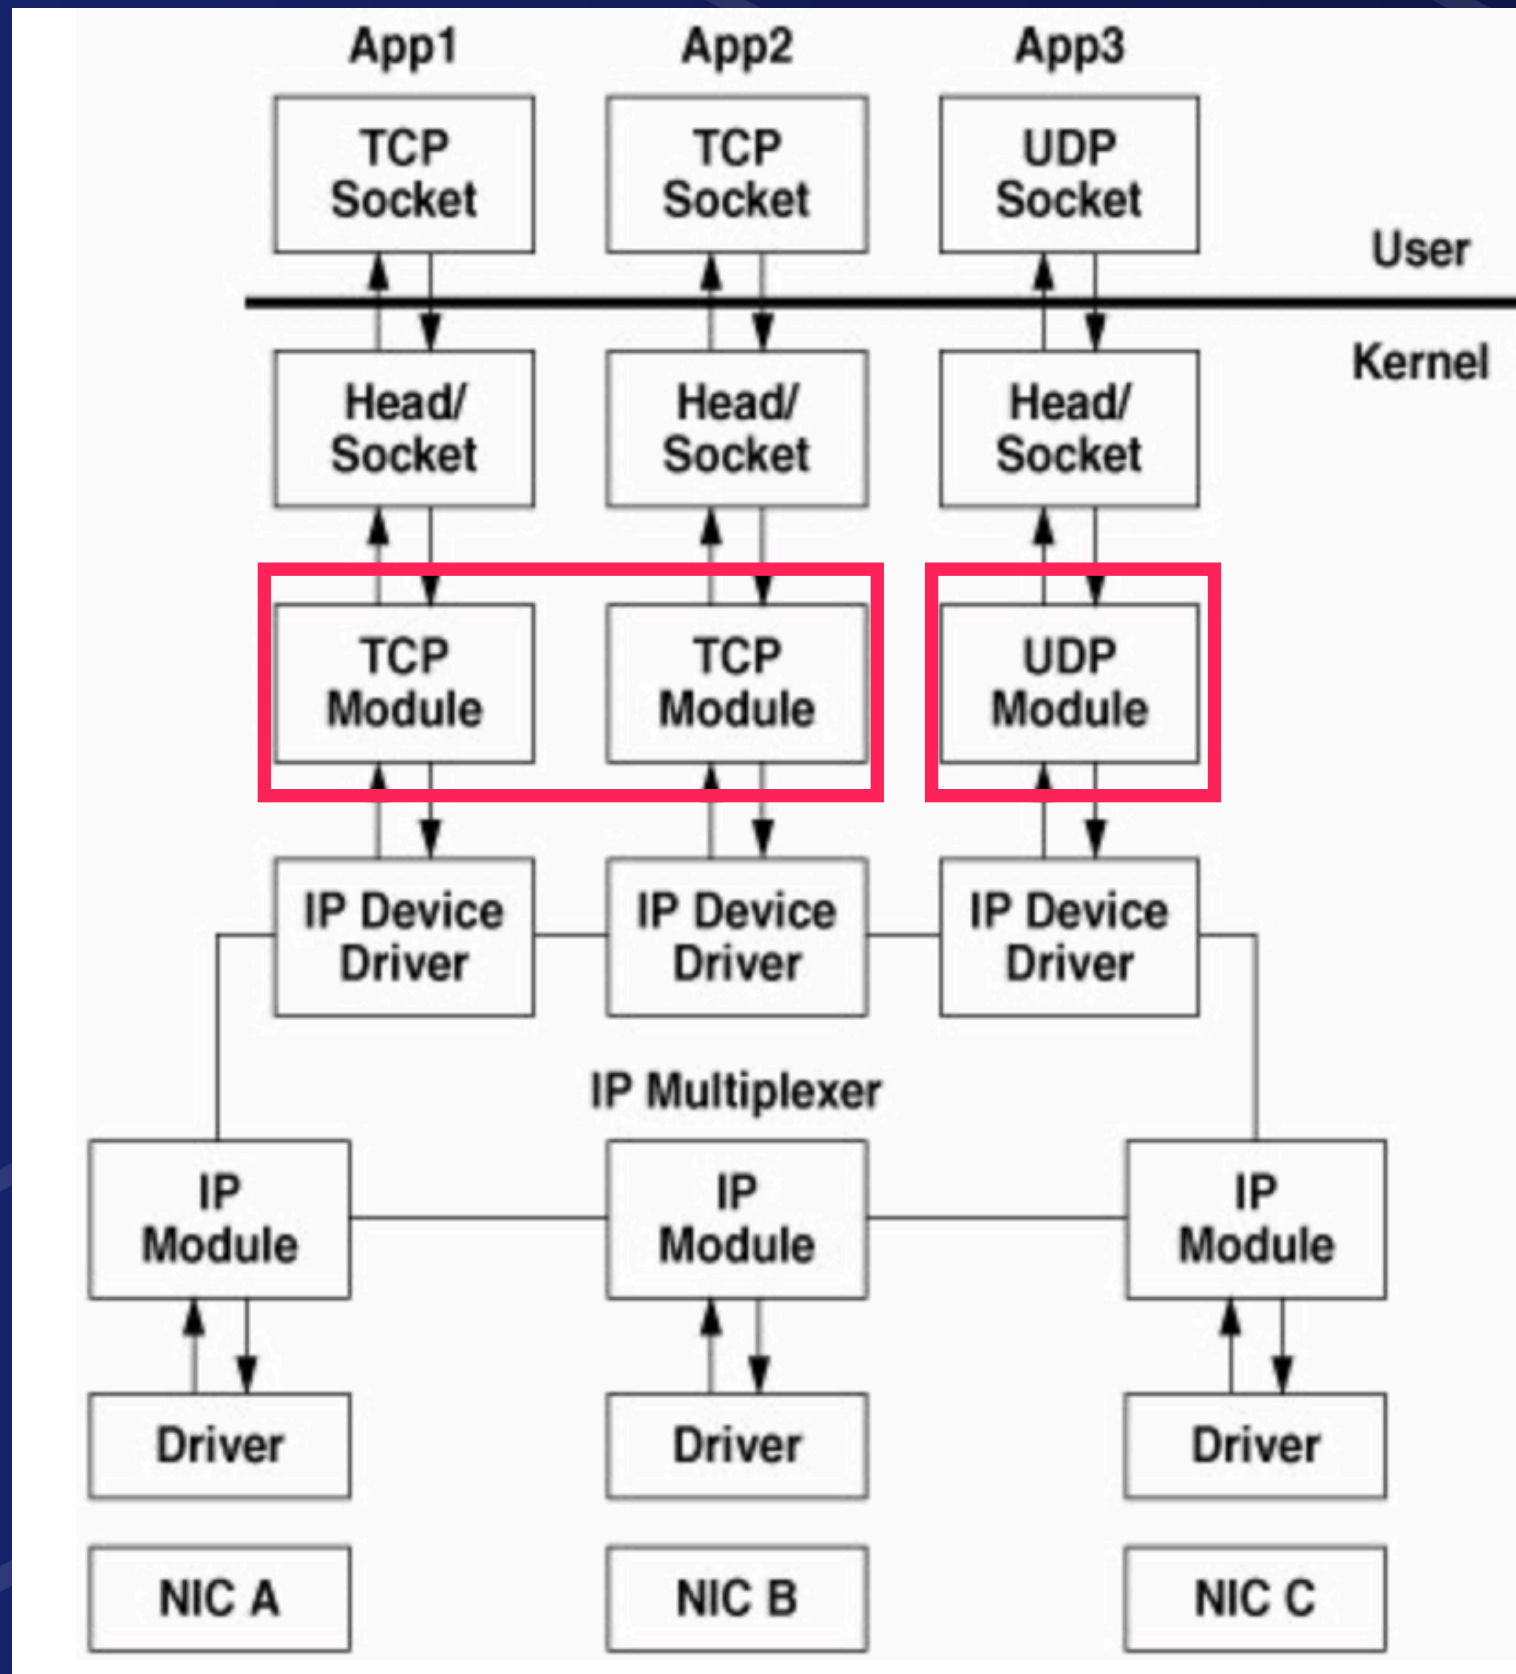 App1 App2 App3
TCP
Socket
TCP
Socket
UDP
Socket
User
Kernel
Head/
Socket
Head/
Socket
Head/
Socket
TCP
Module
TCP
Module
UDP
Module
IP Device
Driver
IP Device
Driver
IP Device
Driver
IP Multiplexer
IP
Module
IP
Module
IP
Module
Driver
Driver
Driver
NIC A
NIC B
NIC C